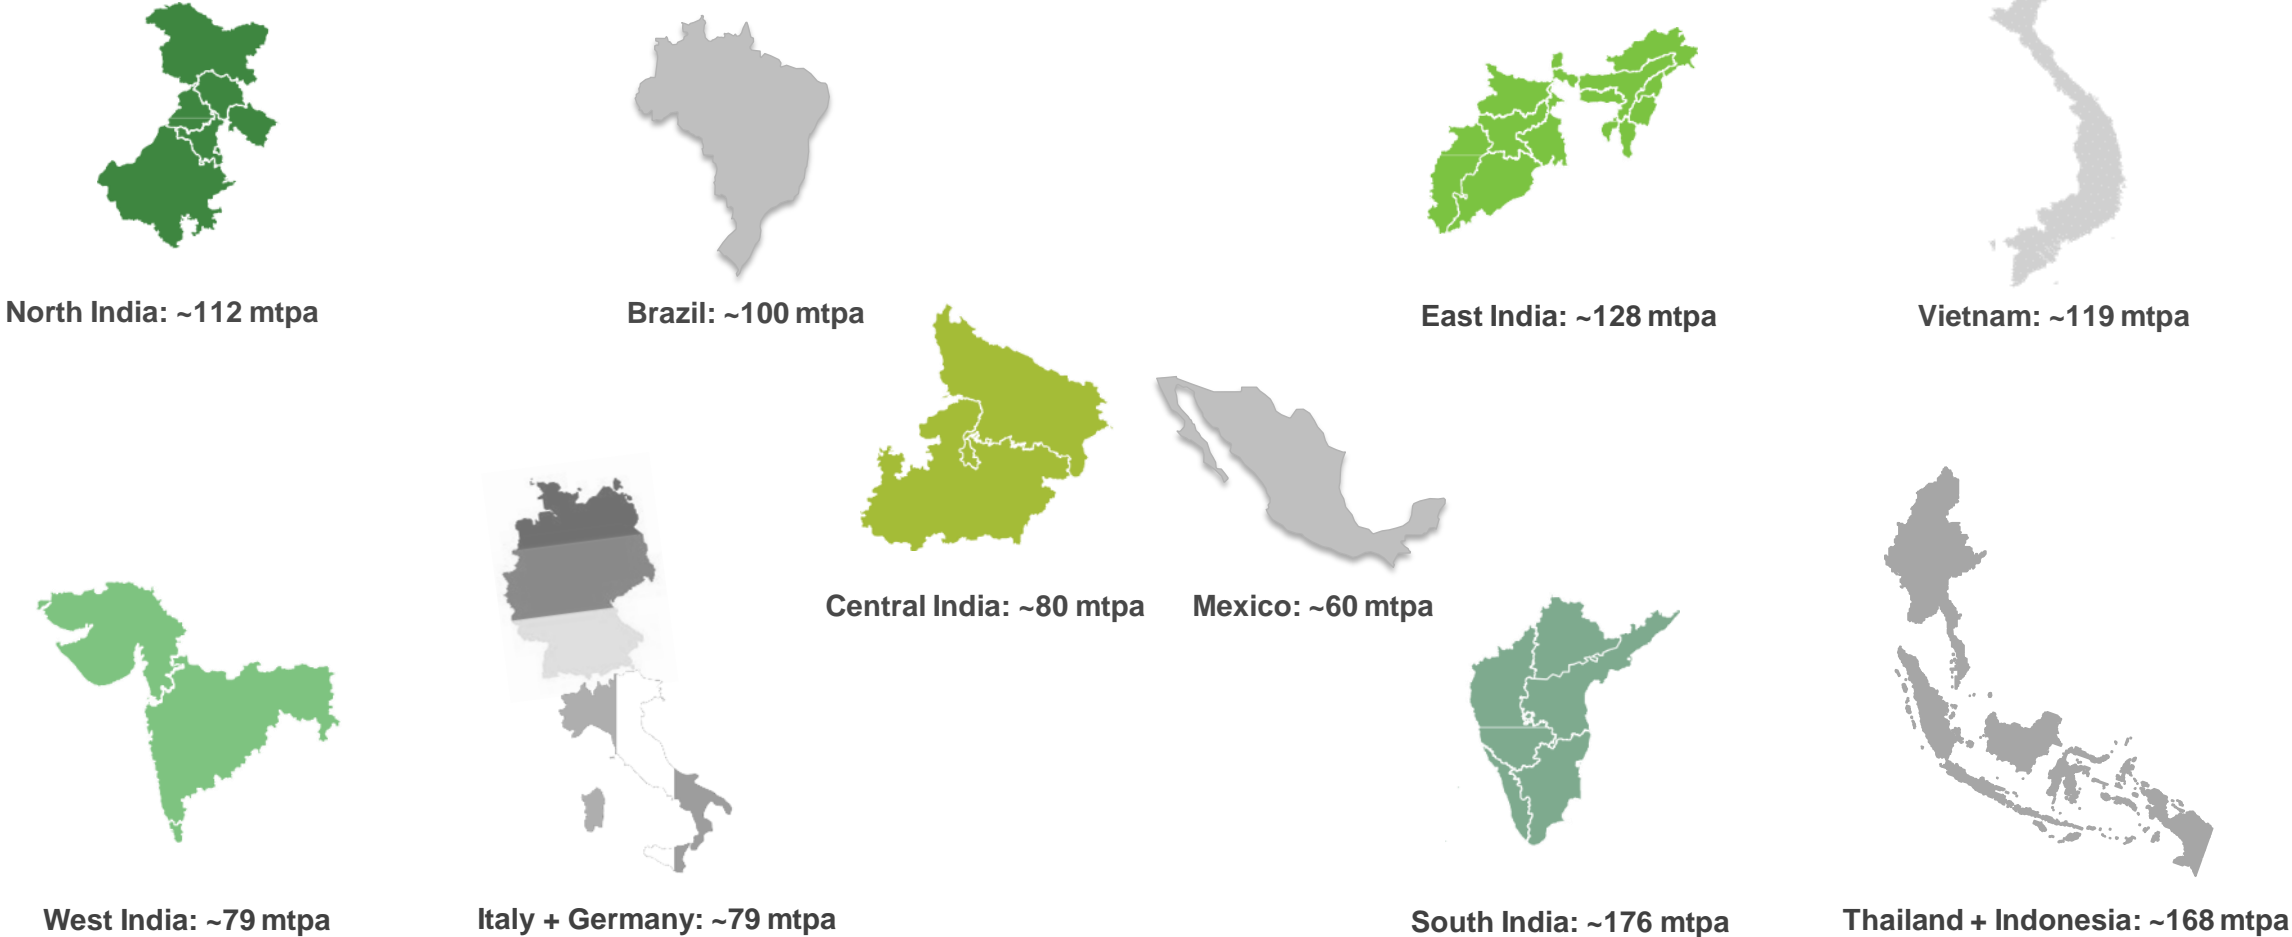 North India: ~112 mtpa
Brazil: ~100 mtpa
East India: ~128 mtpa
Vietnam: ~119 mtpa
Central India: ~80 mtpa
Mexico: ~60 mtpa
West India: ~79 mtpa
Italy + Germany: ~79 mtpa
South India: ~176 mtpa
Thailand + Indonesia: ~168 mtpa